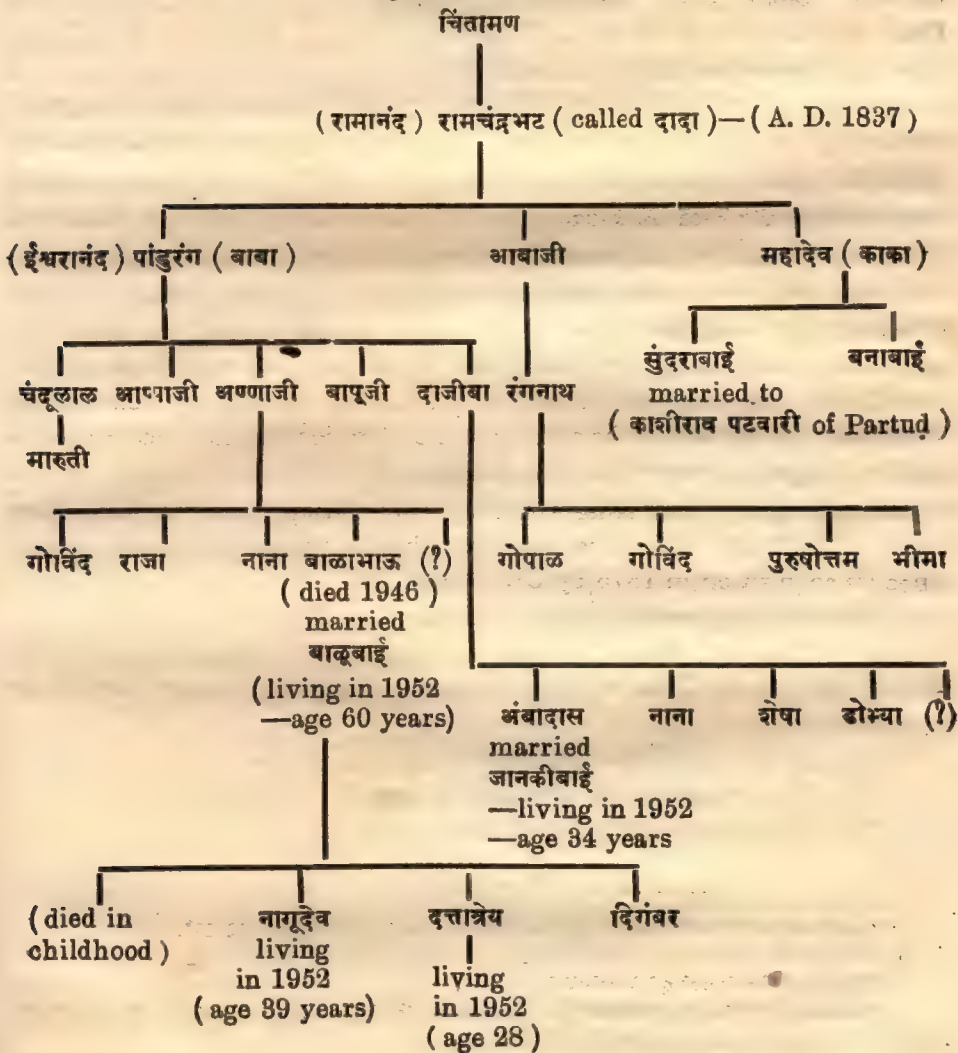 चिंतामण
( रामानंद ) रामचंद्रभट ( called दादा )—( A. D. 1837 )
( ईश्वरानंद ) पांडुरंग ( बाबा ) आबाजी महादेव ( काका )
सुंदराबाई बनाबाई
married to
( काशीराव पटवारी of Partud )
चंदूलाल आप्पाजी अण्णाजी बापूजी दाजीबा रंगनाथ
मारुती
गोविंद राजा नाना बाळाभाऊ (?) गोपाळ गोविंद पुरुषोत्तम भीमा
( died 1946 )
married
बाळूबाई
(living in 1952
—age 60 years)
अंबादास नाना शेषा ढोभ्या (?)
married
जानकीबाई
—living in 1952
—age 34 years
(died in childhood ) नागूदेव दत्तात्रेय दिगंबर
living in 1952 ( age 39 years)
living in 1952 ( age 28 )